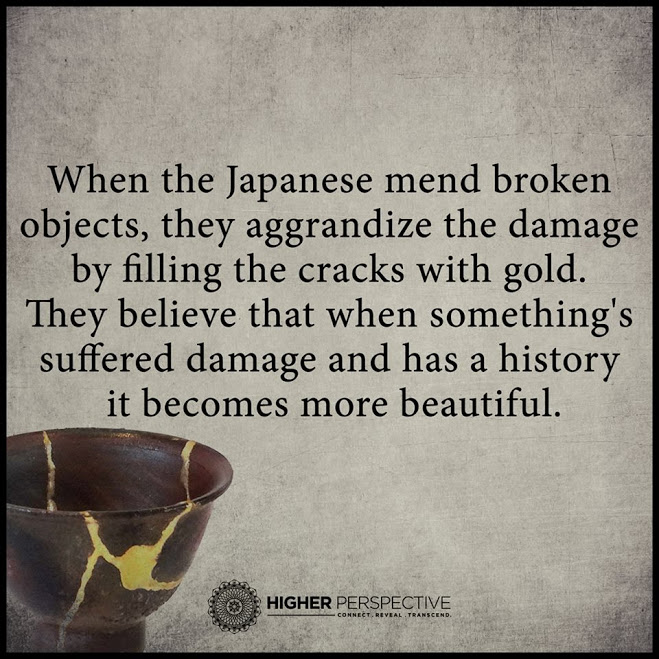 When the Japanese mend broken
objects, they aggrandize the damage
by filling the cracks with gold.
They believe that when something's
suffered damage and has a history
it becomes more beautiful.
HIGHER PERSPECTIVE
CONNECT . REVEAL . TRANSCEND.